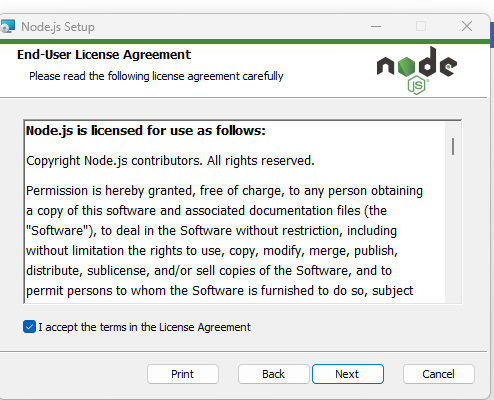 Node.js Setup
End-User License Agreement
Please read the following license agreement carefully
node
JS
Node.js is licensed for use as follows:
Copyright Node.js contributors. All rights reserved.
Permission is hereby granted, free of charge, to any person obtaining
a copy of this software and associated documentation files (the
"Software"), to deal in the Software without restriction, including
without limitation the rights to use, copy, modify, merge, publish,
distribute, sublicense, and/or sell copies of the Software, and to
permit persons to whom the Software is furnished to do so, subject
I accept the terms in the License Agreement
Print
Back
Next
Cancel